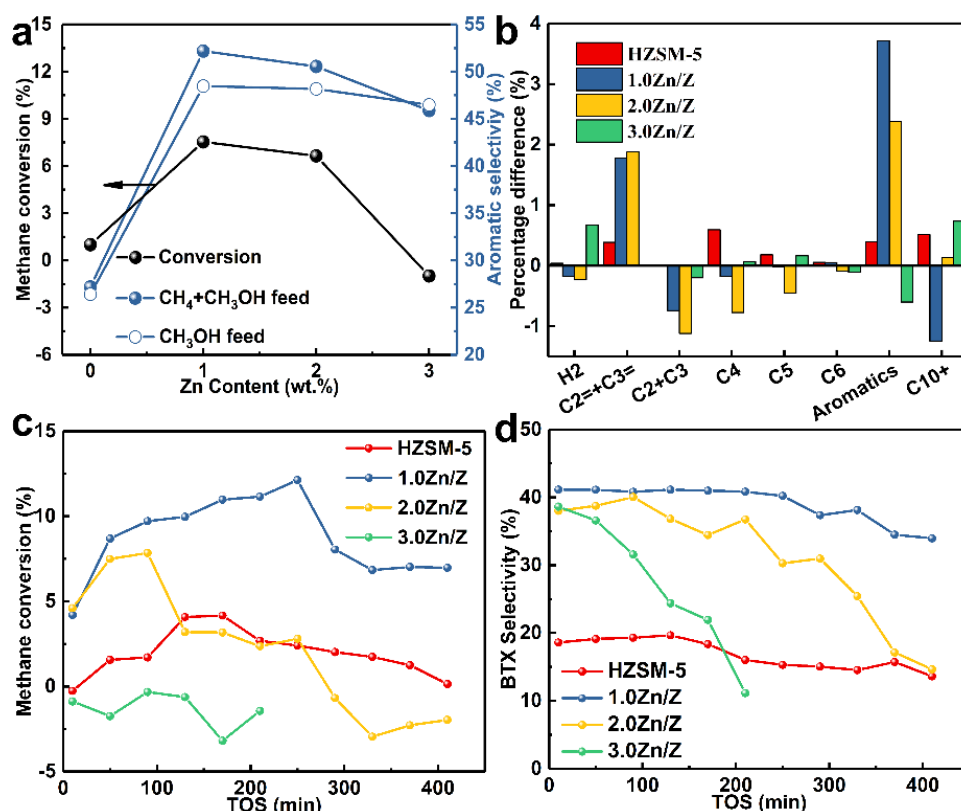 a
15
12
9
6
3
0
-3
-6
Methane conversion (%)
55
50
45
40
35
30
25
20
Aromatic selectiviy (%)
Conversion
CH₄+CH₃OH feed
CH₃OH feed
0 1 2 3
Zn Content (wt.%)
b
4
2
0
-1
Percentage difference (%)
HZSM-5
1.0Zn/Z
2.0Zn/Z
3.0Zn/Z
H2
C2=+C3=
C2+C3
C4
C5
C6
Aromatics
C10+
c
15
10
5
0
-5
Methane conversion (%)
HZSM-5
1.0Zn/Z
2.0Zn/Z
3.0Zn/Z
0 100 200 300 400
TOS (min)
d
50
40
30
20
10
0
BTX Selectivity (%)
HZSM-5
1.0Zn/Z
2.0Zn/Z
3.0Zn/Z
0 100 200 300 400
TOS (min)